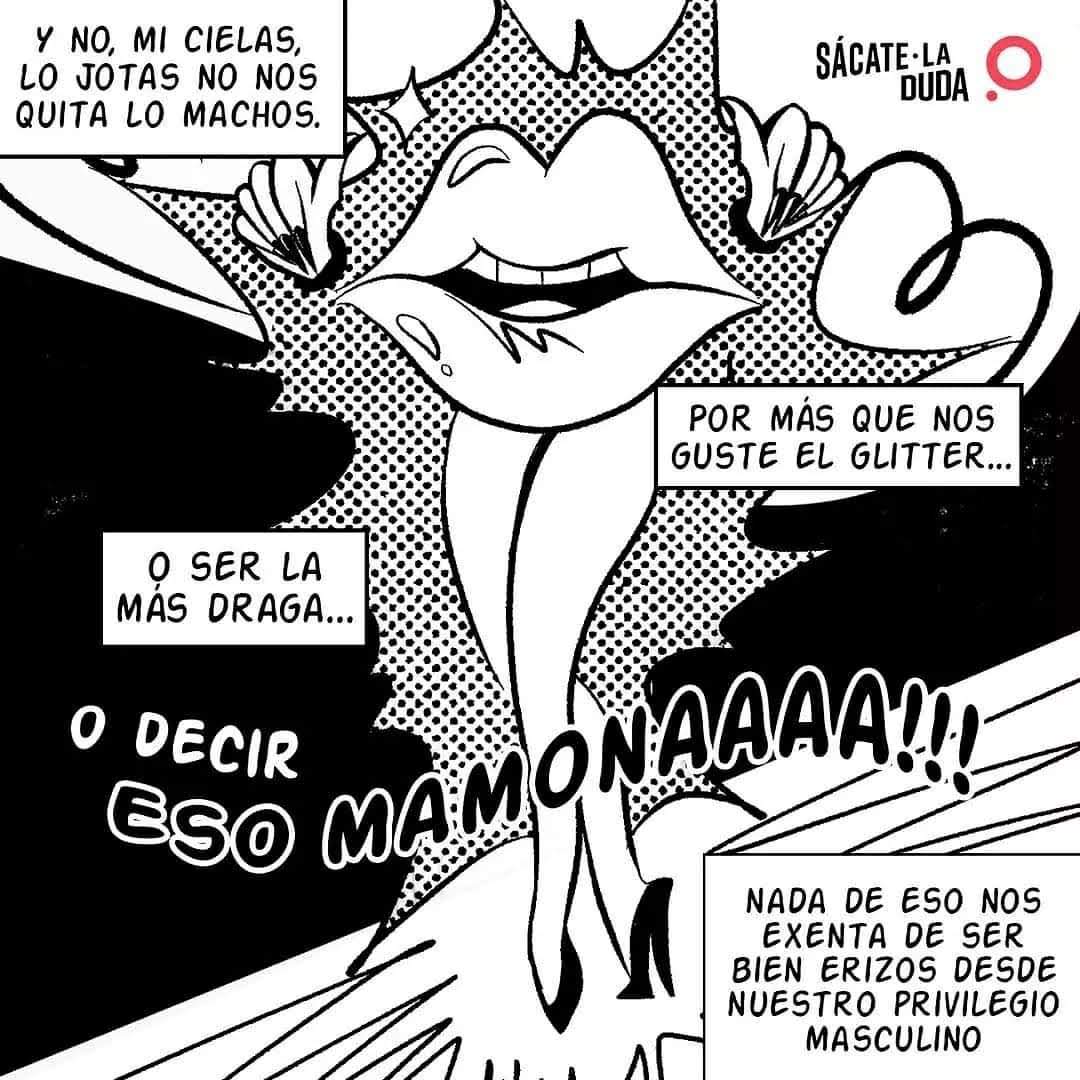 Y NO, MI CIELAS,
LO JOTAS NO NOS
QUITA LO MACHOS.
SÁCATE·LA
DUDA
POR MÁS QUE NOS
GUSTE EL GLITTER...
O SER LA
MÁS DRAGA...
O DECIR
ESO MAMONAAAA!!!
NADA DE ESO NOS
EXENTA DE SER
BIEN ERIZOS DESDE
NUESTRO PRIVILEGIO
MASCULINO